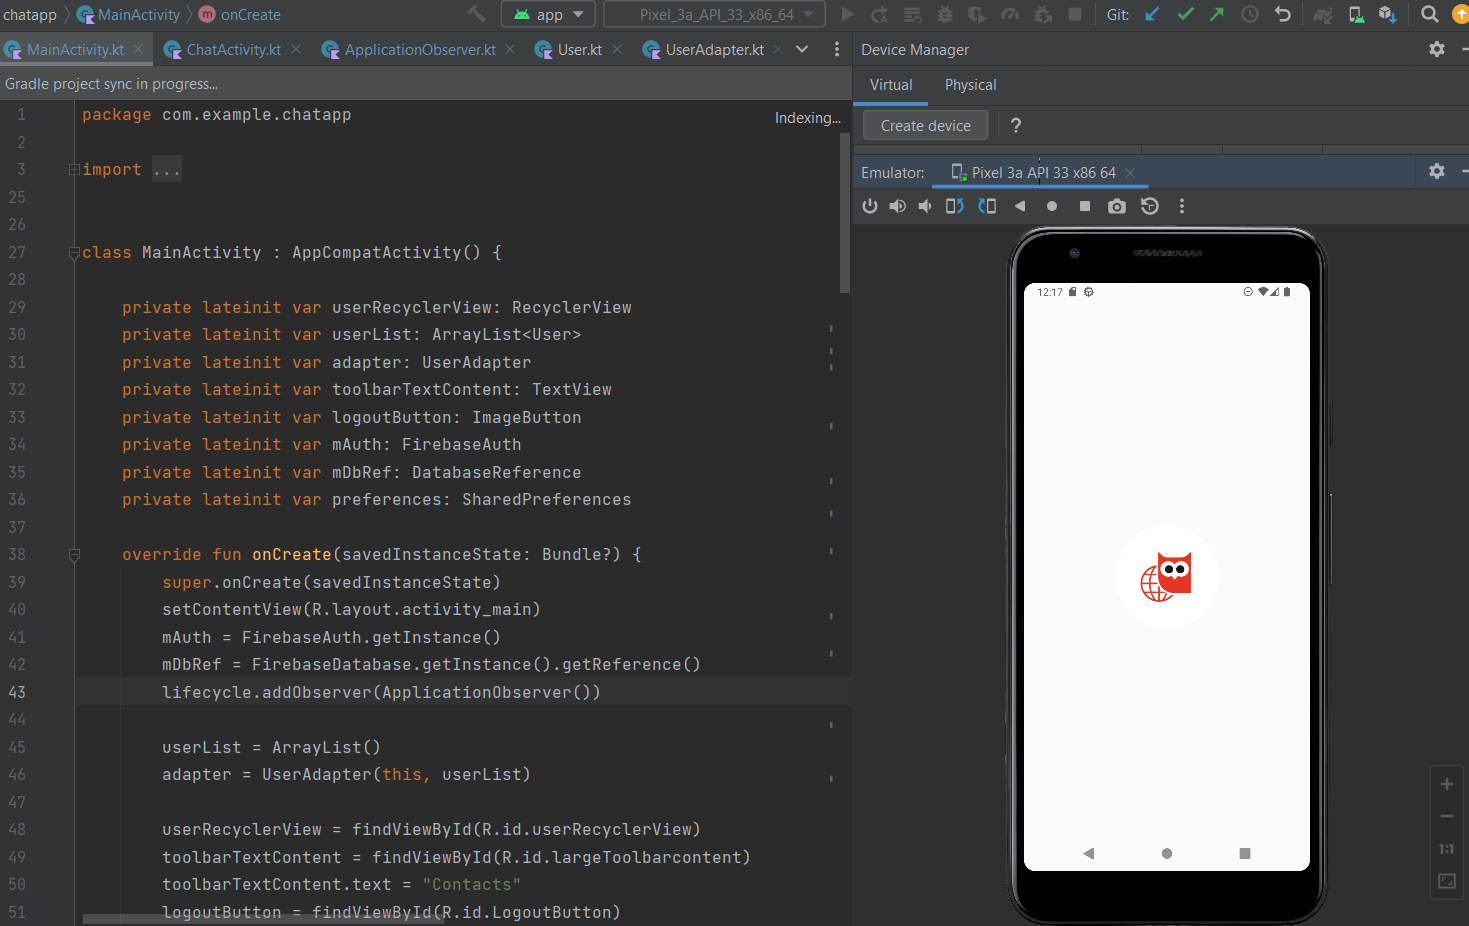 chatapp MainActivity onCreate app Pixel_3a_API_33_x86_64 Git:
MainActivity.kt ChatActivity.kt ApplicationObserver.kt User.kt UserAdapter.kt
Gradle project sync in progress...
1 package com.example.chatapp
Indexing...
2
3 import ...
25
26
27 class MainActivity : AppCompatActivity() {
28
29 private lateinit var userRecyclerView: RecyclerView
30 private lateinit var userList: ArrayList<User>
31 private lateinit var adapter: UserAdapter
32 private lateinit var toolbarTextContent: TextView
33 private lateinit var logoutButton: ImageButton
34 private lateinit var mAuth: FirebaseAuth
35 private lateinit var mDbRef: DatabaseReference
36 private lateinit var preferences: SharedPreferences
37
38 override fun onCreate(savedInstanceState: Bundle?) {
39 super.onCreate(savedInstanceState)
40 setContentView(R.layout.activity_main)
41 mAuth = FirebaseAuth.getInstance()
42 mDbRef = FirebaseDatabase.getInstance().getReference()
43 lifecycle.addObserver(ApplicationObserver())
44
45 userList = ArrayList()
46 adapter = UserAdapter(this, userList)
47
48 userRecyclerView = findViewById(R.id.userRecyclerView)
49 toolbarTextContent = findViewById(R.id.largeToolbarcontent)
50 toolbarTextContent.text = "Contacts"
51 logoutButton = findViewById(R.id.LogoutButton)
Device Manager
Virtual Physical
Create device ?
Emulator: Pixel 3a API 33 x86 64
12:17
1:1